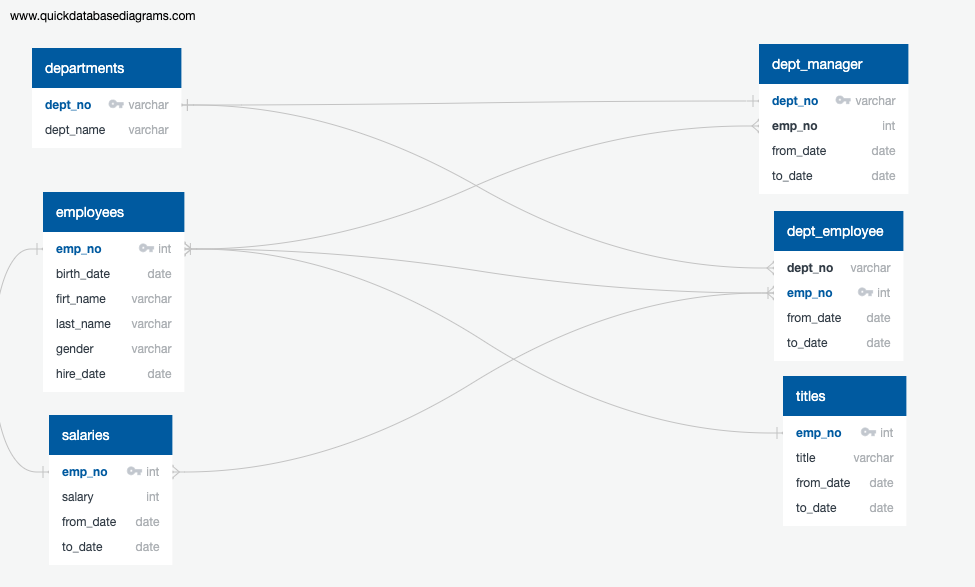 www.quickdatabasediagrams.com
departments
dept_no varchar
dept_name varchar
employees
emp_no int
birth_date date
firt_name varchar
last_name varchar
gender varchar
hire_date date
salaries
emp_no int
salary int
from_date date
to_date date
dept_manager
dept_no varchar
emp_no int
from_date date
to_date date
dept_employee
dept_no varchar
emp_no int
from_date date
to_date date
titles
emp_no int
title varchar
from_date date
to_date date